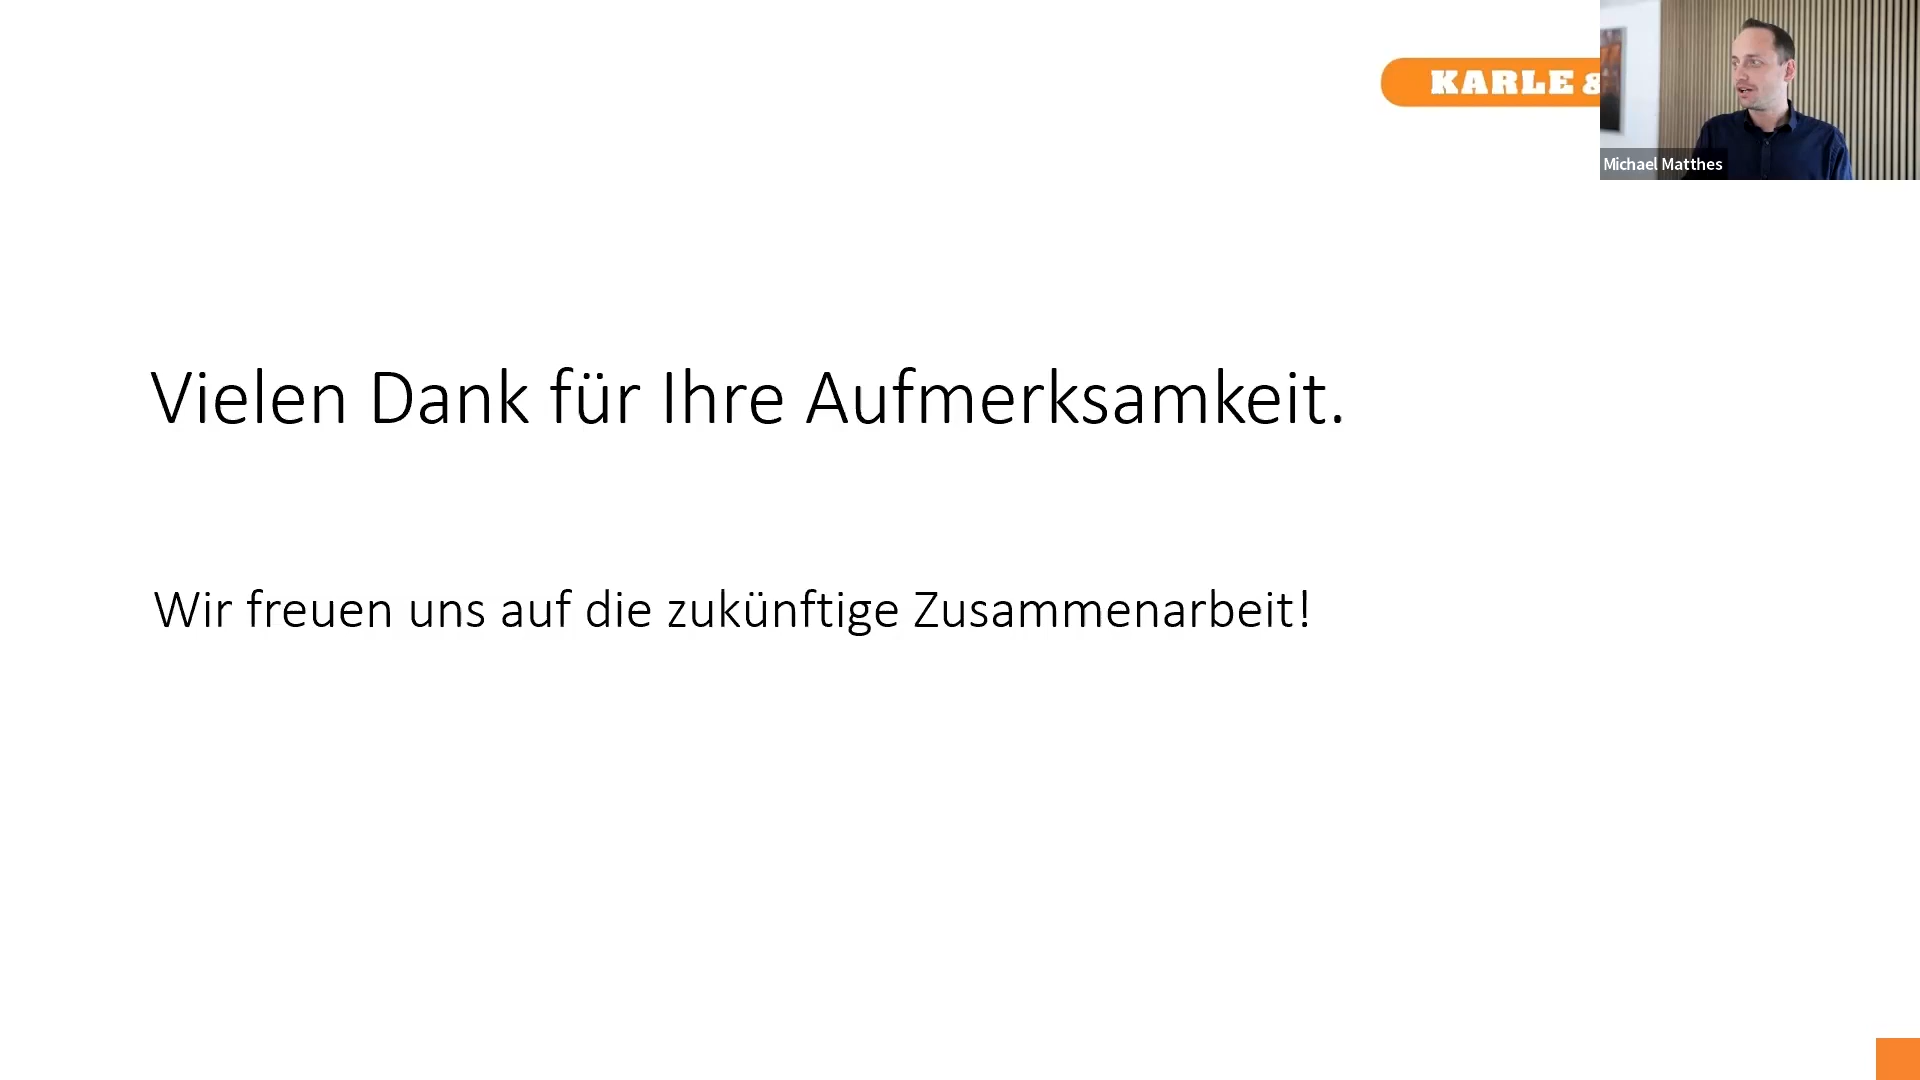 KARLE &
Michael Matthes
Vielen Dank für Ihre Aufmerksamkeit.
Wir freuen uns auf die zukünftige Zusammenarbeit!